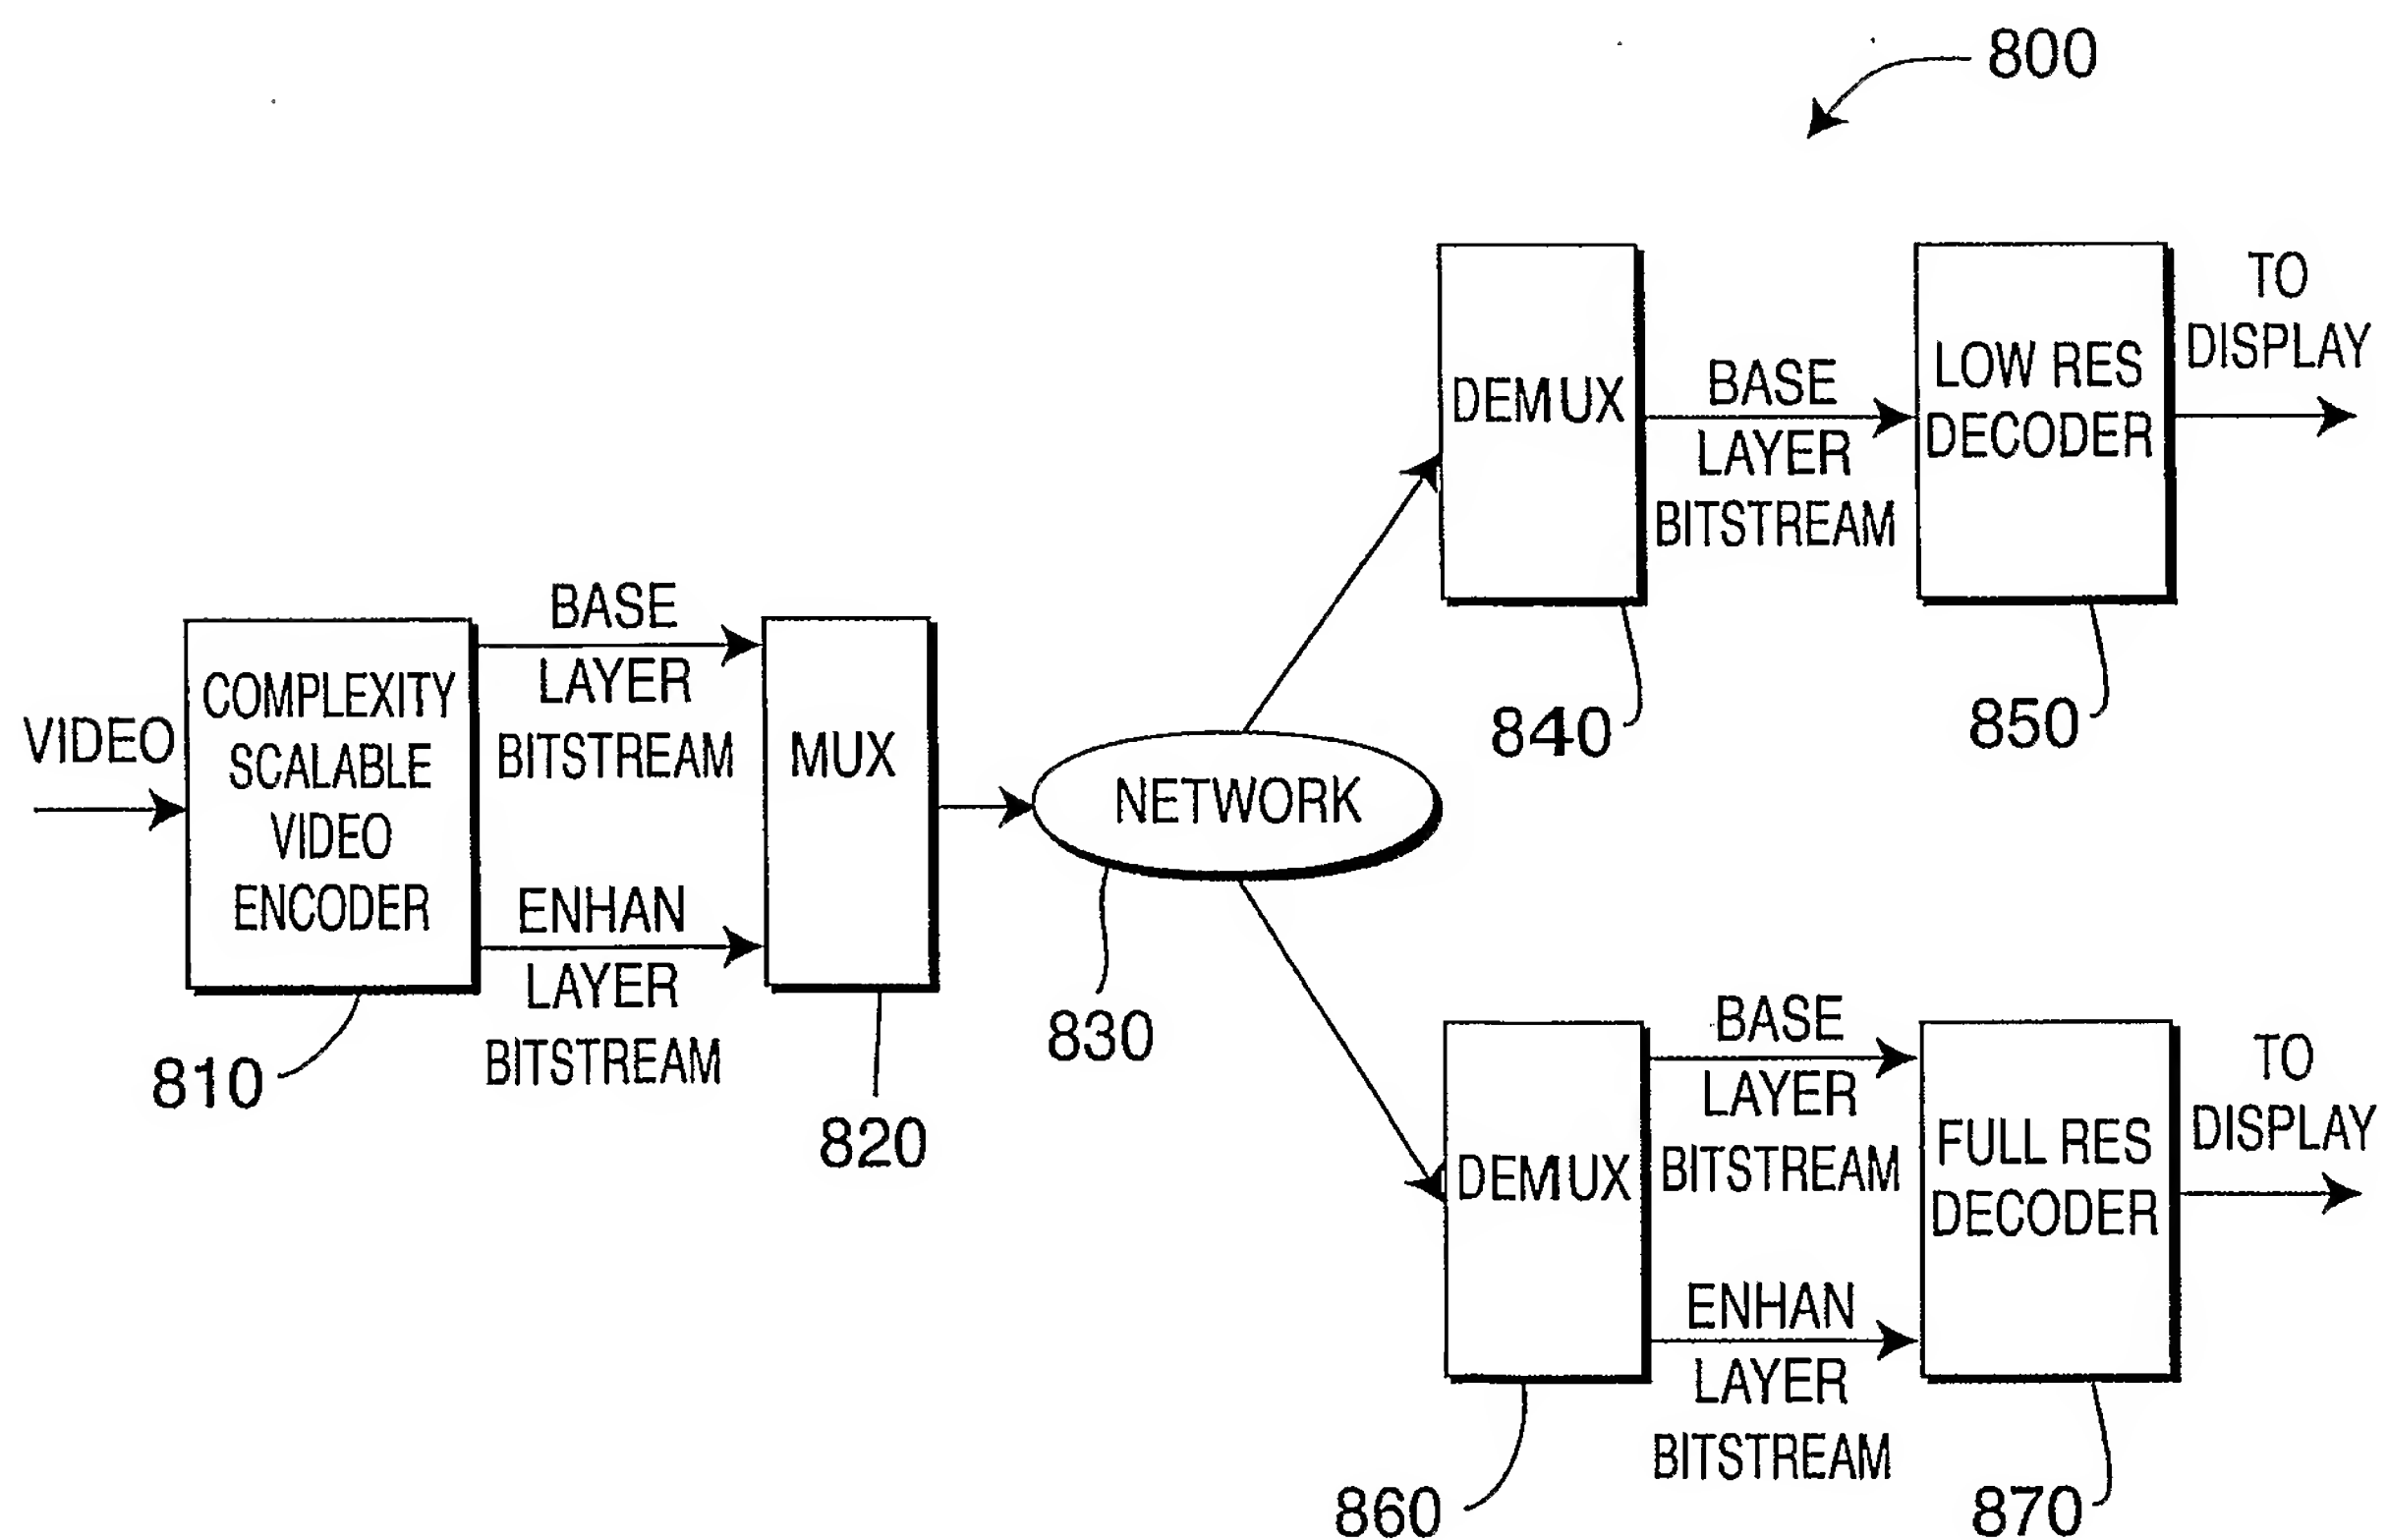 800
VIDEO
COMPLEXITY
SCALABLE
VIDEO
ENCODER
810
BASE
LAYER
BITSTREAM
ENHAN
LAYER
BITSTREAM
MUX
820
NETWORK
830
DEMUX
840
BASE
LAYER
BITSTREAM
LOW RES
DECODER
850
TO
DISPLAY
DEMUX
860
BASE
LAYER
BITSTREAM
ENHAN
LAYER
BITSTREAM
FULL RES
DECODER
870
TO
DISPLAY